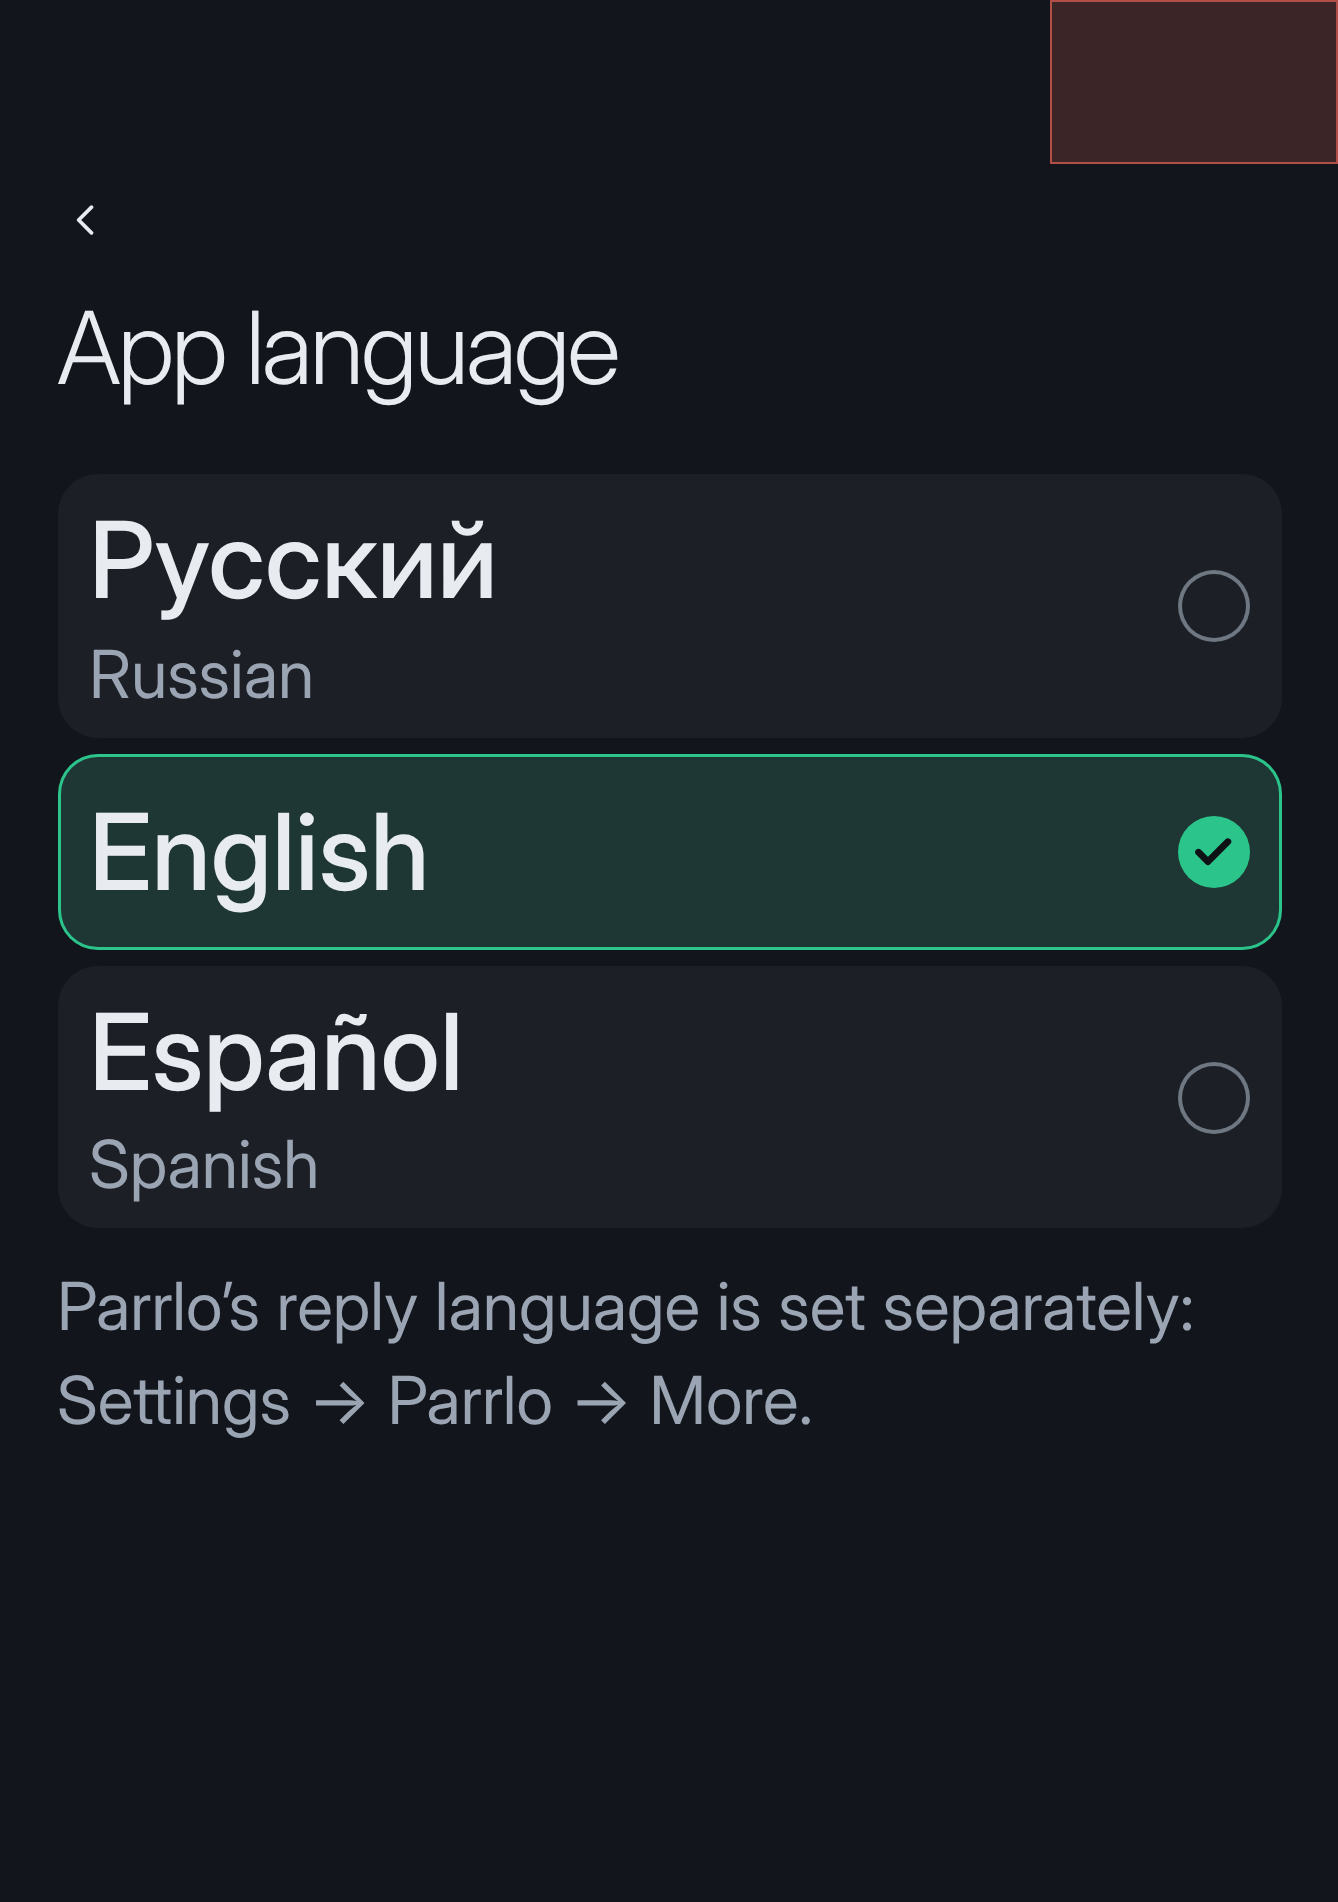 App language
Русский
Russian
English
Español
Spanish
Parrlo’s reply language is set separately:
Settings → Parrlo → More.